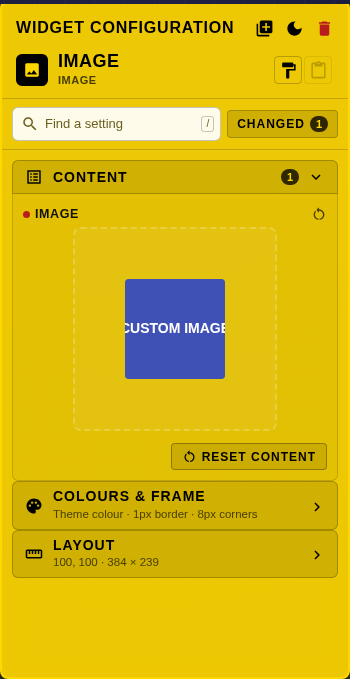 WIDGET CONFIGURATION
IMAGE
IMAGE
Find a setting /
CHANGED 1
CONTENT 1
IMAGE
CUSTOM IMAGE
RESET CONTENT
COLOURS & FRAME
Theme colour · 1px border · 8px corners
LAYOUT
100, 100 · 384 × 239